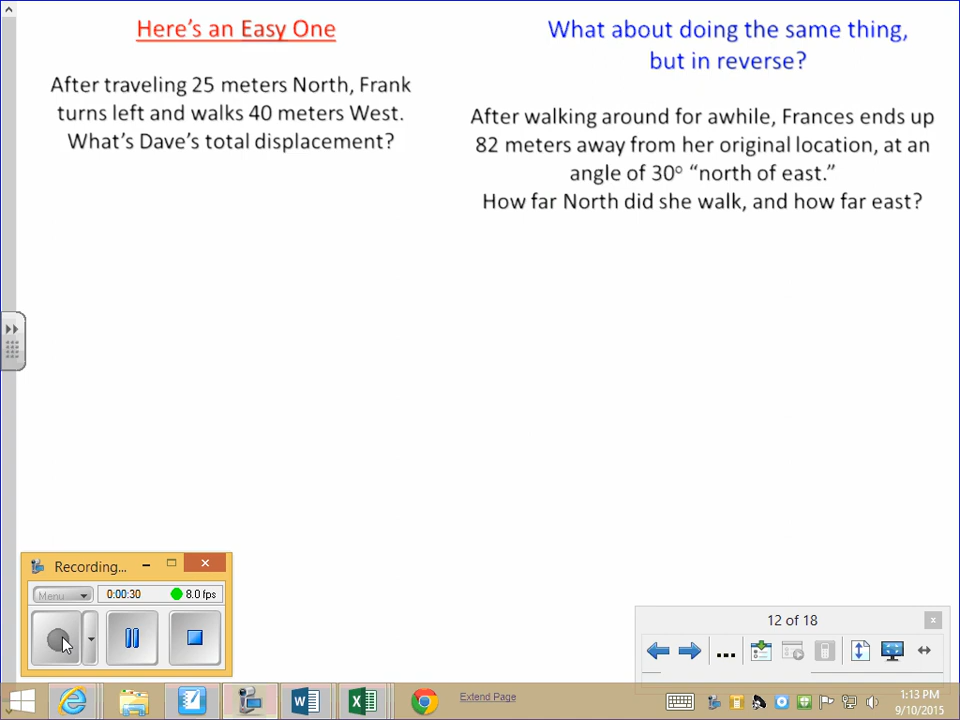 Here's an Easy One
After traveling 25 meters North, Frank
turns left and walks 40 meters West.
What's Dave's total displacement?
What about doing the same thing,
but in reverse?
After walking around for awhile, Frances ends up
82 meters away from her original location, at an
angle of 30° “north of east.”
How far North did she walk, and how far east?
Recording...
Menu
0:00:30
8.0 fps
12 of 18
Extend Page
1:13 PM
9/10/2015